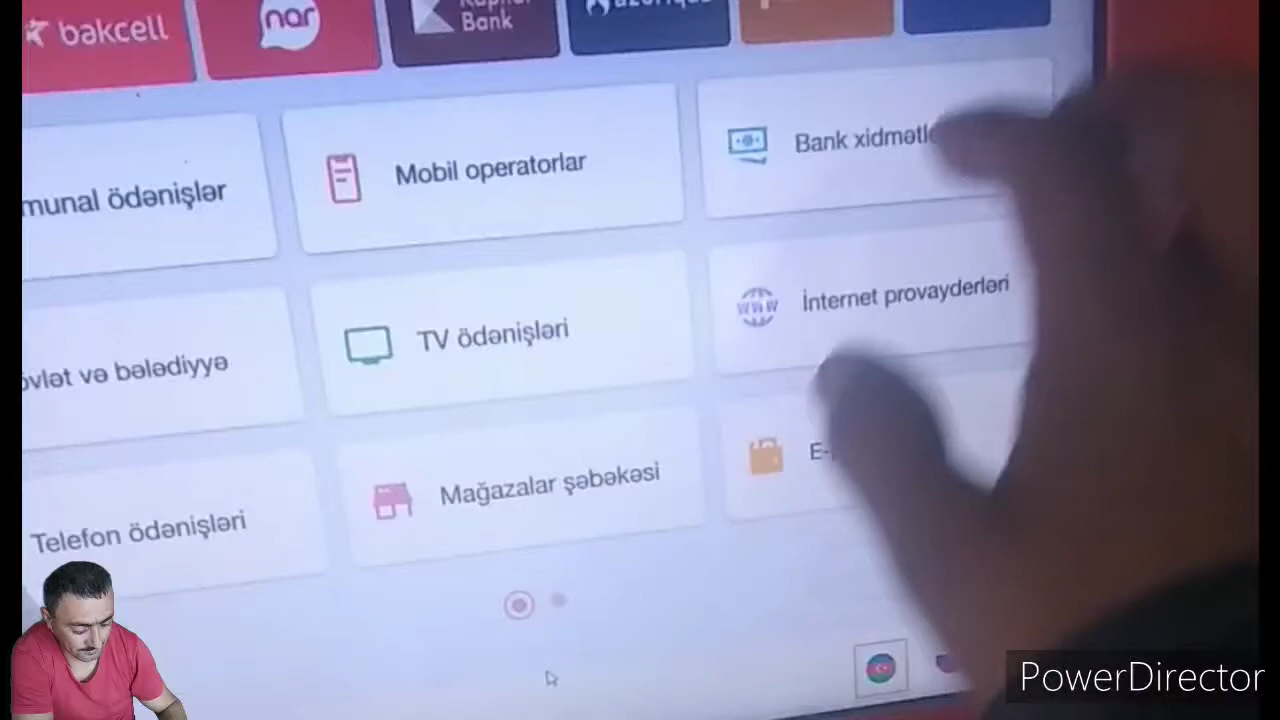 bakcell
nar
Bank
munal ödənişlər
Mobil operatorlar
Bank
övlət və bələdiyyə
TV ödənişləri
İnternet provayderləri
Telefon ödənişləri
Mağazalar şəbəkəsi
WWW
E-
PowerDirector